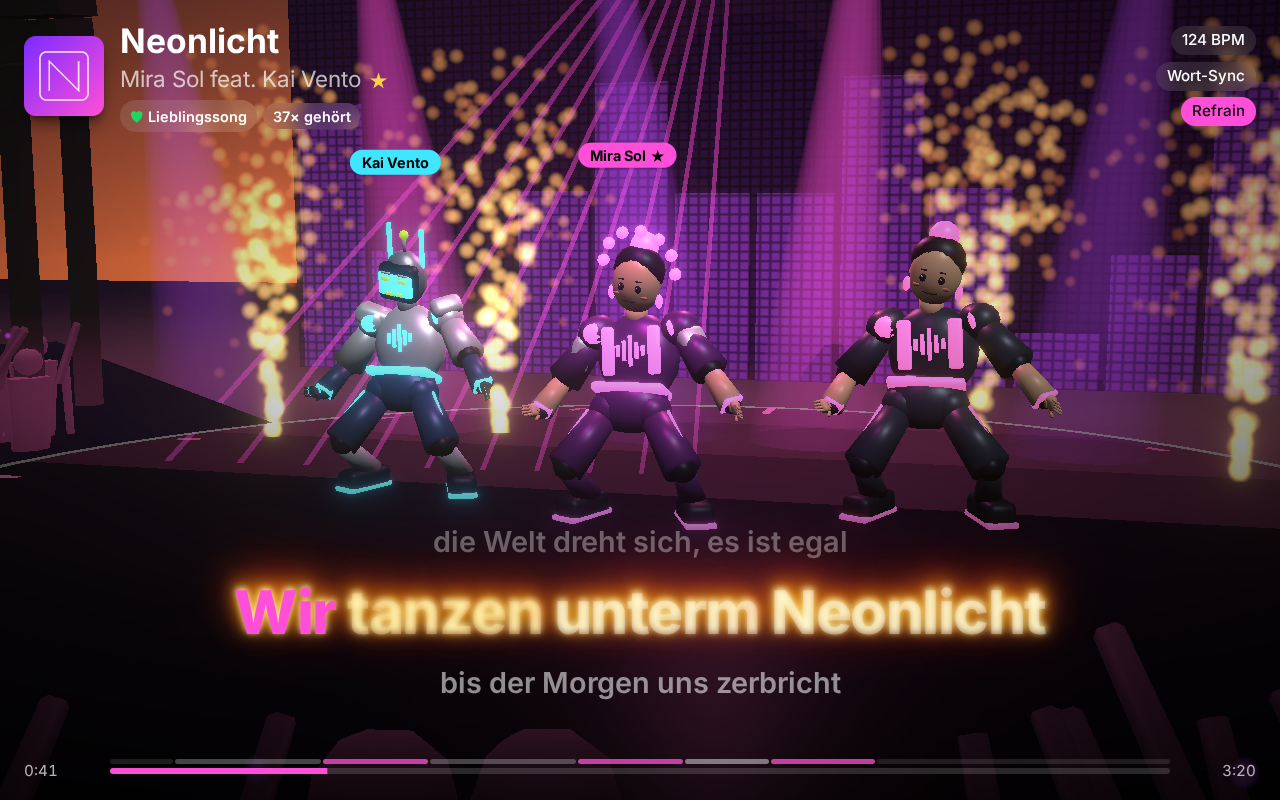 N
Neonlicht
Mira Sol feat. Kai Vento ★
Lieblingssong
37× gehört
124 BPM
Wort-Sync
Refrain
Kai Vento
Mira Sol ★
die Welt dreht sich, es ist egal
Wir tanzen unterm Neonlicht
bis der Morgen uns zerbricht
0:41
3:20